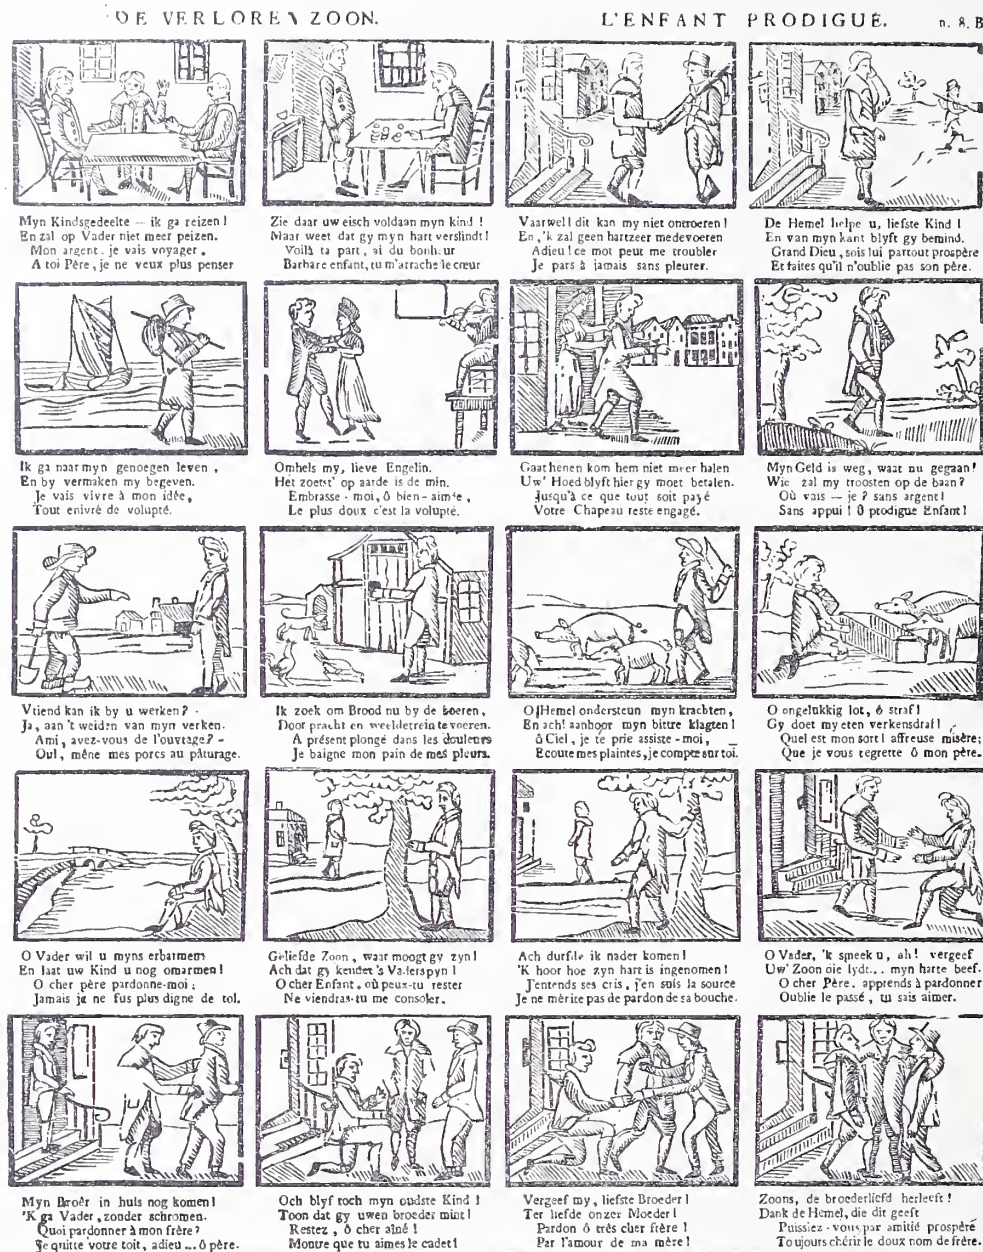 DE VERLOREN ZOON.
L'ENFANT PRODIGUE.
n. 8. B
Myn Kindsgedeelte — ik ga reizen !
En zal op Vader niet meer peizen.
Mon argent. je vais voyager.
A toi Père, je ne veux plus penser
Zie daar uw eisch voldaan myn kind !
Maar weet dat gy myn hart verslindt !
Voilà ta part, ai du bonheur
Barbare enfant, tu m'arrache le cœur
Vaarwel ! dit kan my niet ontroeren !
En, 'k zal geen hartzeer medevoeren
Adieu ! ce mot peut me troubler
Je pars à jamais sans pleurer.
De Hemel helpe u, liefste Kind !
En van myn kant blyft gy bemind.
Grand Dieu, sois lui partout prospère
Et faites qu'il n'oublie pas son père.
Ik ga naar myn genoegen leven ,
En by vermaken my begeven.
Je vais vivre à mon idée,
Tout enivré de volupté.
Omhels my, lieve Engelin.
Het zoetst' op aarde is de min.
Embrasse - moi, ô bien - aimée ,
Le plus doux c'est la volupté.
Gaat henen kom hem niet meer halen
Uw' Hoed blyft hier gy moet betalen.
Jusqu'à ce que tout soit payé
Votre Chapeau reste engagé.
Myn Geld is weg, waat nu gegaan !
Wie zal my troosten op de baan ?
Où vais — je ? sans argent !
Sans appui ! ô prodigue Enfant !
Vriend kan ik by u werken ? -
Ja, aan 't weiden van myn verken.
Ami, avez-vous de l'ouvrage ? -
Oui, mène mes porcs au pâturage.
Ik zoek om Brood nu by de boeren,
Door pracht en weelde trein te voeren.
A présent plongé dans les douleurs
Je baigne mon pain de mes pleurs.
O Hemel ondersteun myn krachten,
En ach! aanhoor myn bittre klagten !
ô Ciel, je te prie assiste - moi,
Ecoute mes plaintes, je compte sur toi.
O ongelukkig lot, ô straf !
Gy doet my eten verkensdraf !
Quel est mon sort ! affreuse misère;
Que je vous regrette ô mon père.
O Vader wil u myns erbarmem
En laat uw Kind u nog omarmen !
O cher père pardonne-moi :
Jamais je ne fus plus digne de toi.
Geliefde Zoon , waar moogt gy zyn !
Ach dat gy kendet 's Vaderspyn !
O cher Enfant, où peux-tu rester
Ne viendras-tu me consoler.
Ach durfde ik nader komen !
'K hoor hoe zyn hart is ingenomen !
J'entends ses cris, j'en suis la source
Je ne mérite pas de pardon de sa bouche.
O Vader, 'k smeek u, ah! vergeef
Uw' Zoon die lydt... myn harte beef.
O cher Père, apprends à pardonner
Oublie le passé, tu sais aimer.
Myn Broêr in huis nog komen !
'K ga Vader, zonder schromen.
Quoi pardonner à mon frère ?
Je quitte votre toit, adieu ... ô père.
Och blyf toch myn oudste Kind !
Toon dat gy uwen broeder mint !
Restez , ô cher aîné !
Montre que tu aimes le cadet !
Vergeef my, liefste Broeder !
Ter liefde onzer Moeder !
Pardon ô très cher frère !
Par l'amour de ma mère !
Zoons, de broederliefd herleeft !
Dank de Hemel, die dit geeft
Puissiez - vous par amitié prospéré
Toujours chérir le doux nom de frère.